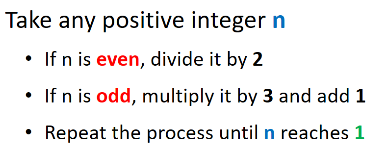 Take any positive integer n
• If n is even, divide it by 2
• If n is odd, multiply it by 3 and add 1
• Repeat the process until n reaches 1